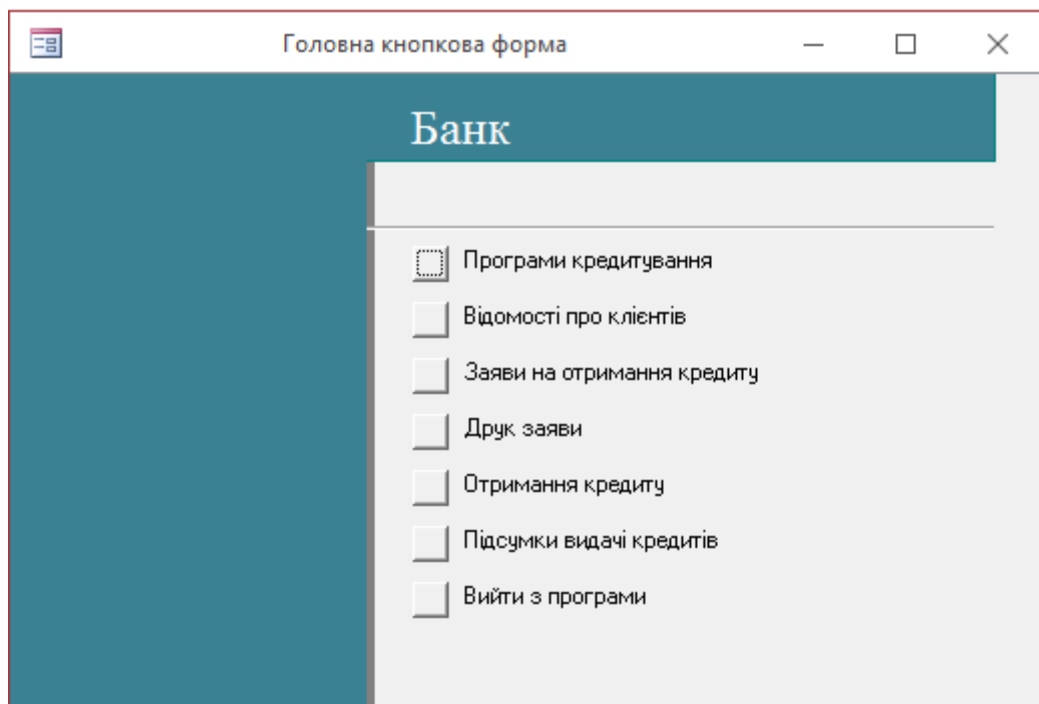 Головна кнопкова форма
Банк
Програми кредитування
Відомості про клієнтів
Заяви на отримання кредиту
Друк заяви
Отримання кредиту
Підсумки видачі кредитів
Вийти з програми